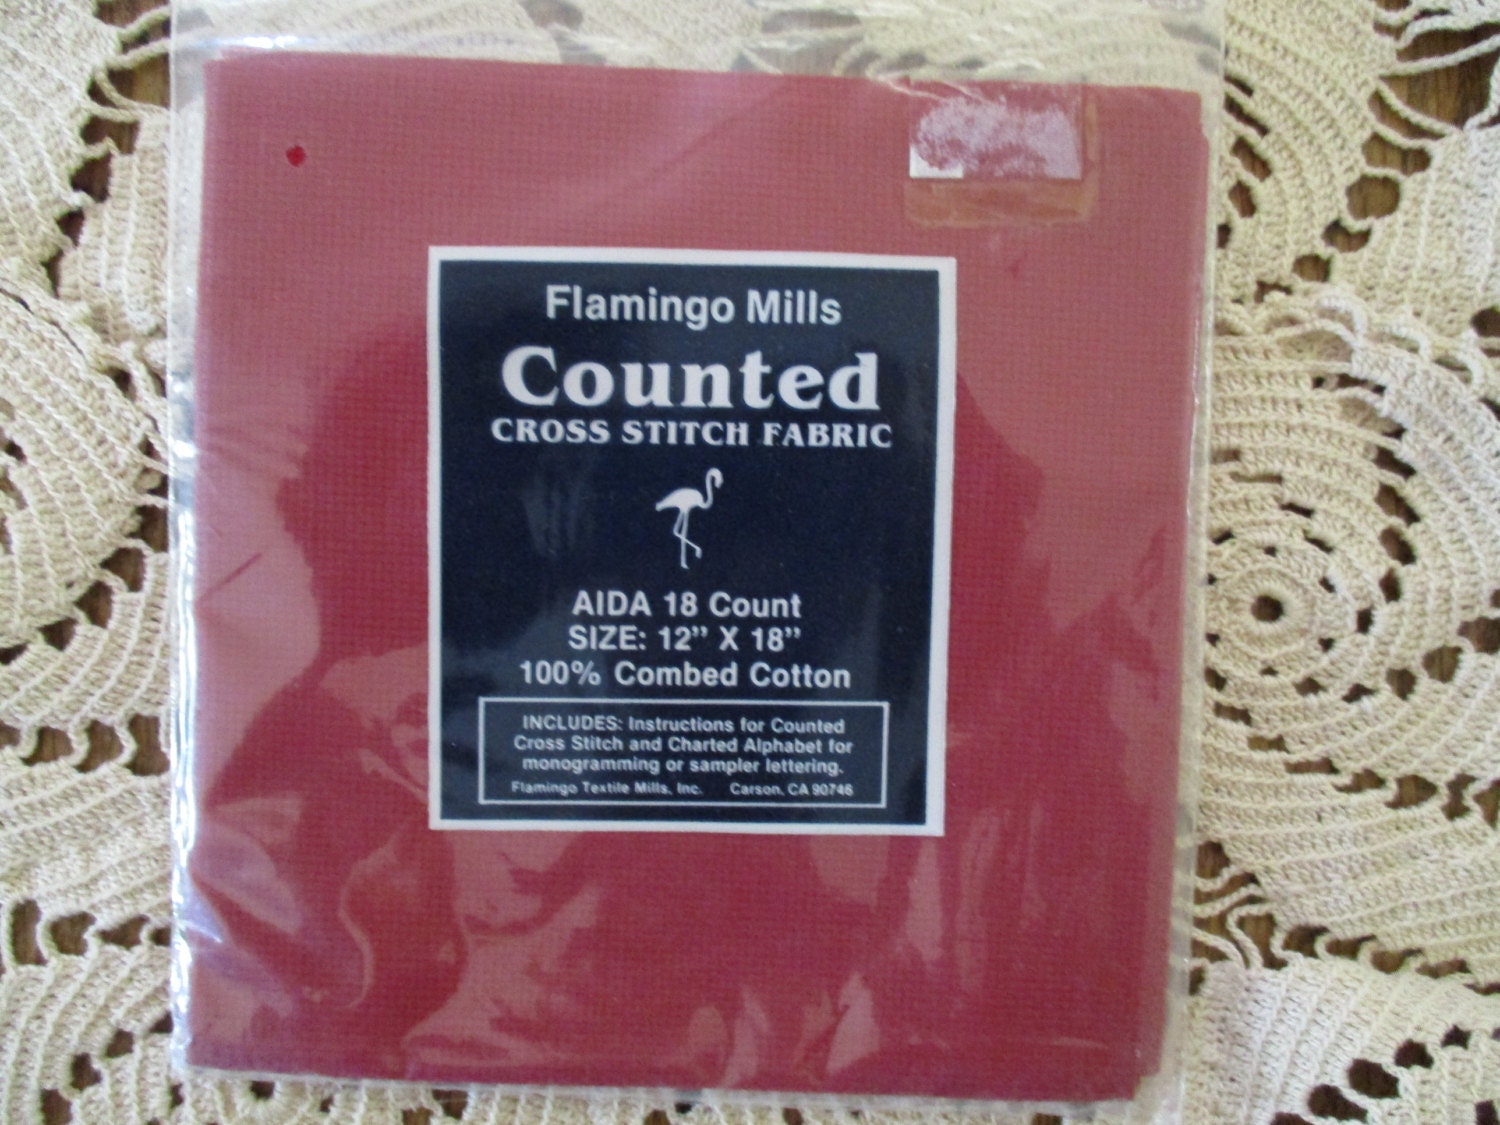 Flamingo Mills
Counted
CROSS STITCH FABRIC
AIDA 18 Count
SIZE: 12” X 18”
100% Combed Cotton
INCLUDES: Instructions for Counted
Cross Stitch and Charted Alphabet for
monogramming or sampler lettering.
Flamingo Textile Mills, Inc. Carson, CA 90746